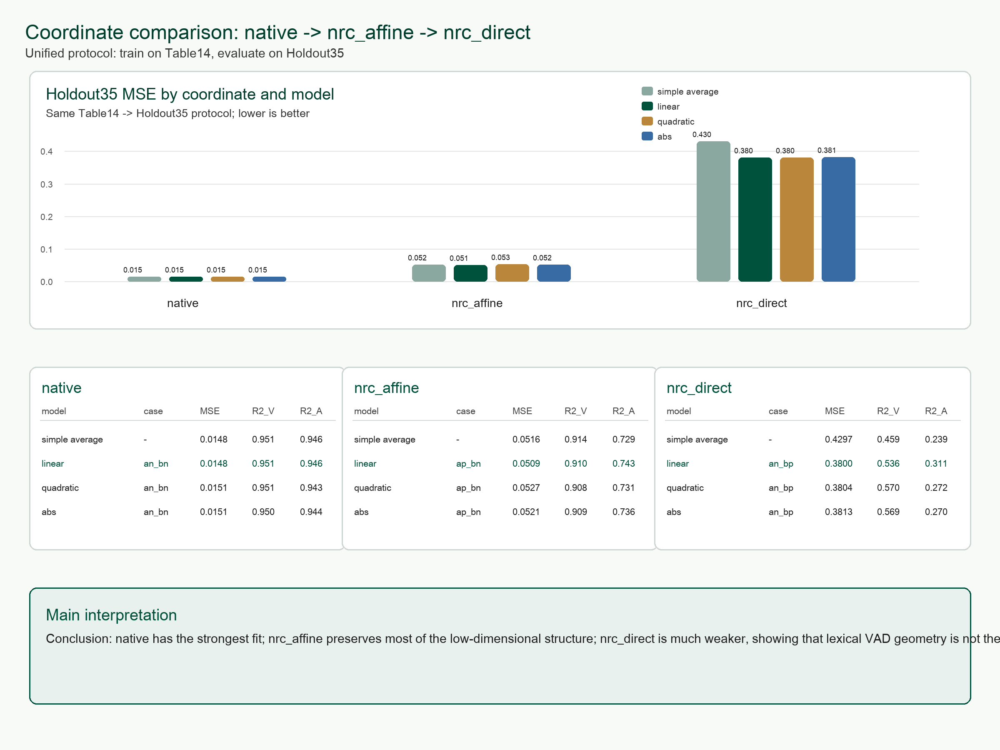 Coordinate comparison: native -> nrc_affine -> nrc_direct
Unified protocol: train on Table14, evaluate on Holdout35
Holdout35 MSE by coordinate and model
Same Table14 -> Holdout35 protocol; lower is better
simple average
linear
quadratic
abs
0.4
0.3
0.2
0.1
0.0
0.015 0.015 0.015 0.015
0.052 0.051 0.053 0.052
0.430 0.380 0.380 0.381
native nrc_affine nrc_direct
native
model case MSE R2_V R2_A
simple average - 0.0148 0.951 0.946
linear an_bn 0.0148 0.951 0.946
quadratic an_bn 0.0151 0.951 0.943
abs an_bn 0.0151 0.950 0.944
nrc_affine
model case MSE R2_V R2_A
simple average - 0.0516 0.914 0.729
linear ap_bn 0.0509 0.910 0.743
quadratic ap_bn 0.0527 0.908 0.731
abs ap_bn 0.0521 0.909 0.736
nrc_direct
model case MSE R2_V R2_A
simple average - 0.4297 0.459 0.239
linear an_bp 0.3800 0.536 0.311
quadratic an_bp 0.3804 0.570 0.272
abs an_bp 0.3813 0.569 0.270
Main interpretation
Conclusion: native has the strongest fit; nrc_affine preserves most of the low-dimensional structure; nrc_direct is much weaker, showing that lexical VAD geometry is not the